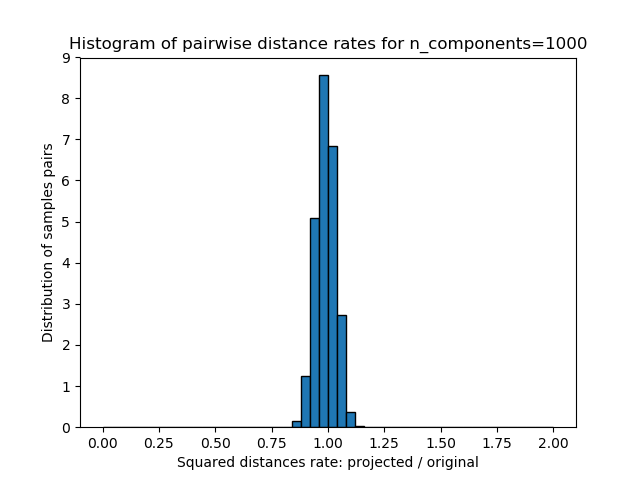 Histogram of pairwise distance rates for n_components=1000
9
8
7
6
5
4
3
2
1
0
Distribution of samples pairs
0.00 0.25 0.50 0.75 1.00 1.25 1.50 1.75 2.00
Squared distances rate: projected / original